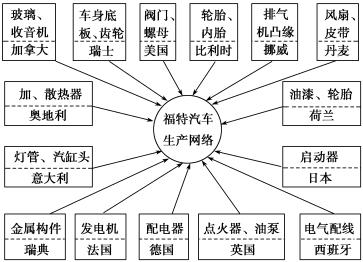 玻璃、
收音机
加拿大
车身底
板、齿轮
瑞士
阀门、
螺母
美国
轮胎、
内胎
比利时
排气
机凸缘
挪威
风扇、
皮带
丹麦
加、散热器
奥地利
福特汽车
生产网络
油漆、轮胎
荷兰
灯管、汽缸头
意大利
启动器
日本
金属构件
瑞典
发电机
法国
配电器
德国
点火器、油泵
英国
电气配线
西班牙